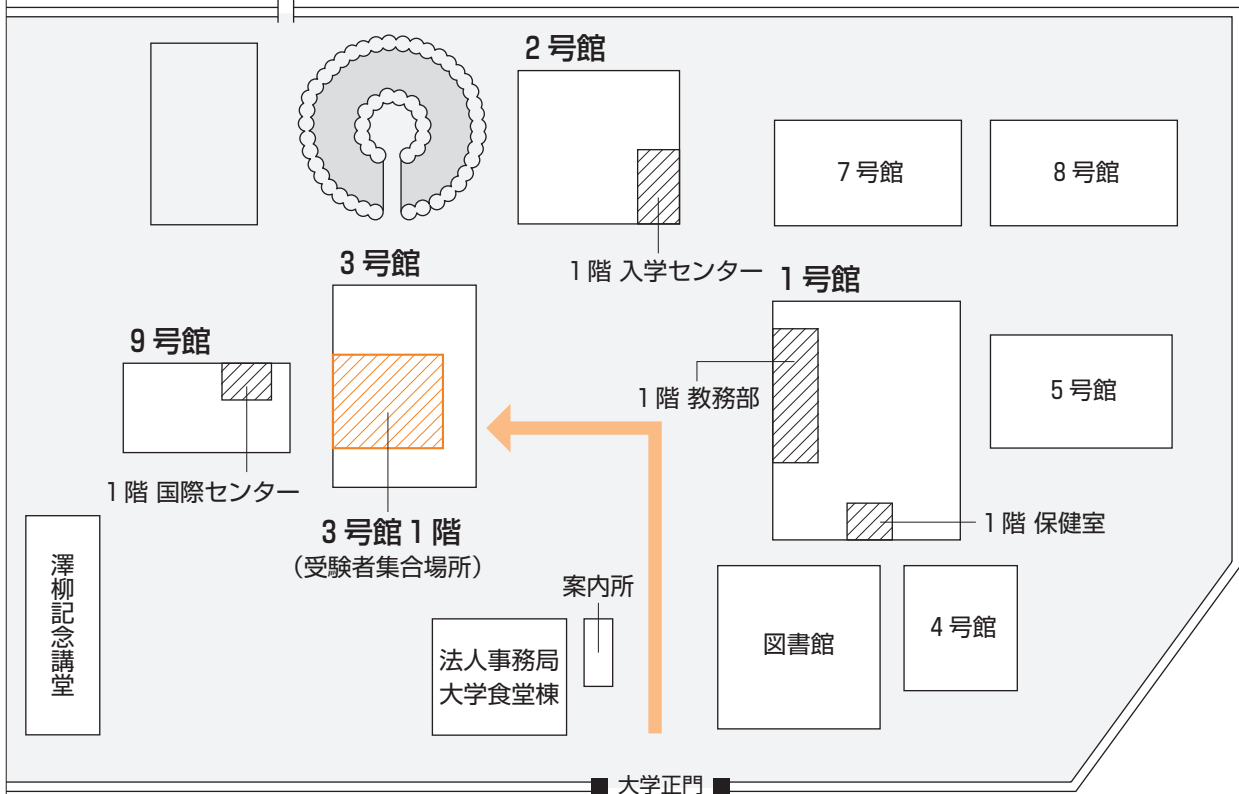 2号館
7号館
8号館
1階 入学センター
3号館
1号館
9号館
1階 教務部
5号館
1階 国際センター
3号館1階
(受験者集合場所)
1階 保健室
澤柳記念講堂
案内所
法人事務局
大学食堂棟
図書館
4号館
大学正門